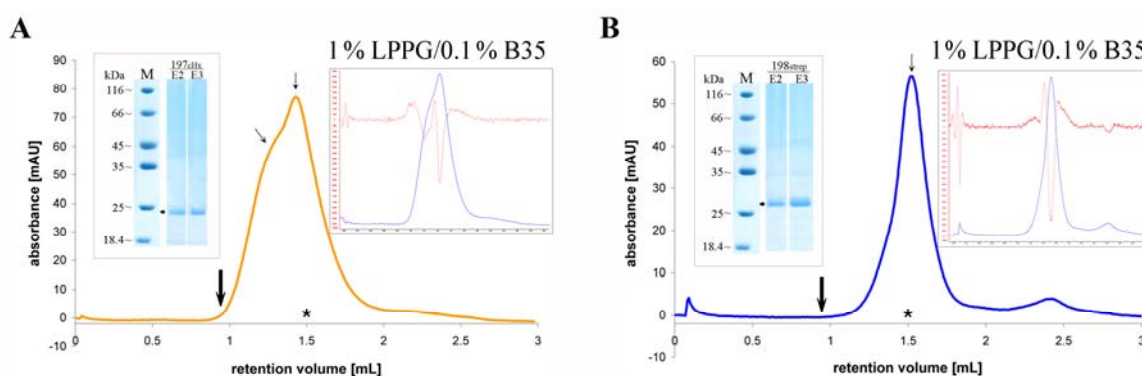 A
1% LPPG/0.1% B35
absorbance [mAU]
90
80
70
60
50
40
30
20
10
0
-10
kDa M 197cHx
E2 E3
116~
66~
45~
35~
25~
18.4~
*
0 0.5 1 1.5 2 2.5 3
retention volume [mL]
B
1% LPPG/0.1% B35
absorbance [mAU]
60
50
40
30
20
10
60
-10
kDa M 198strep
E2 E3
116~
66~
45~
35~
25~
18.4~
*
0 0.5 1 1.5 2 2.5 3
retention volume [mL]